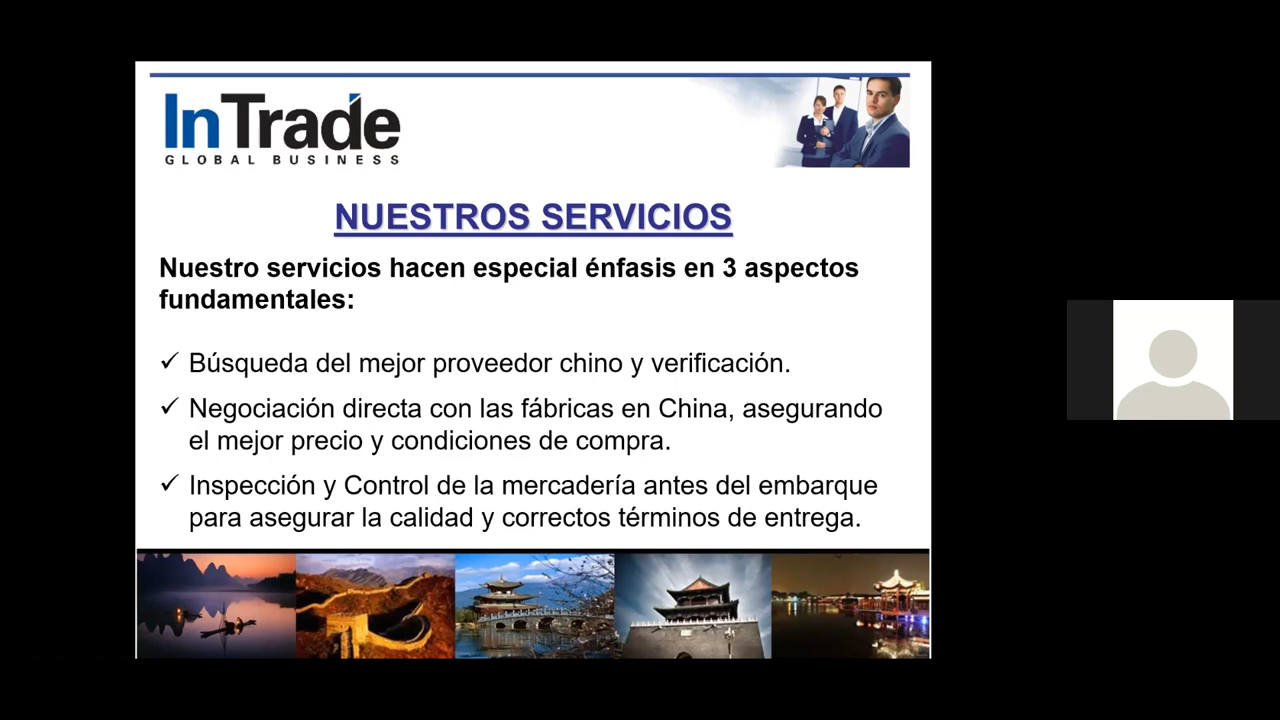 InTrade
GLOBAL BUSINESS
NUESTROS SERVICIOS
Nuestro servicios hacen especial énfasis en 3 aspectos
fundamentales:
✓ Búsqueda del mejor proveedor chino y verificación.
✓ Negociación directa con las fábricas en China, asegurando
el mejor precio y condiciones de compra.
✓ Inspección y Control de la mercadería antes del embarque
para asegurar la calidad y correctos términos de entrega.